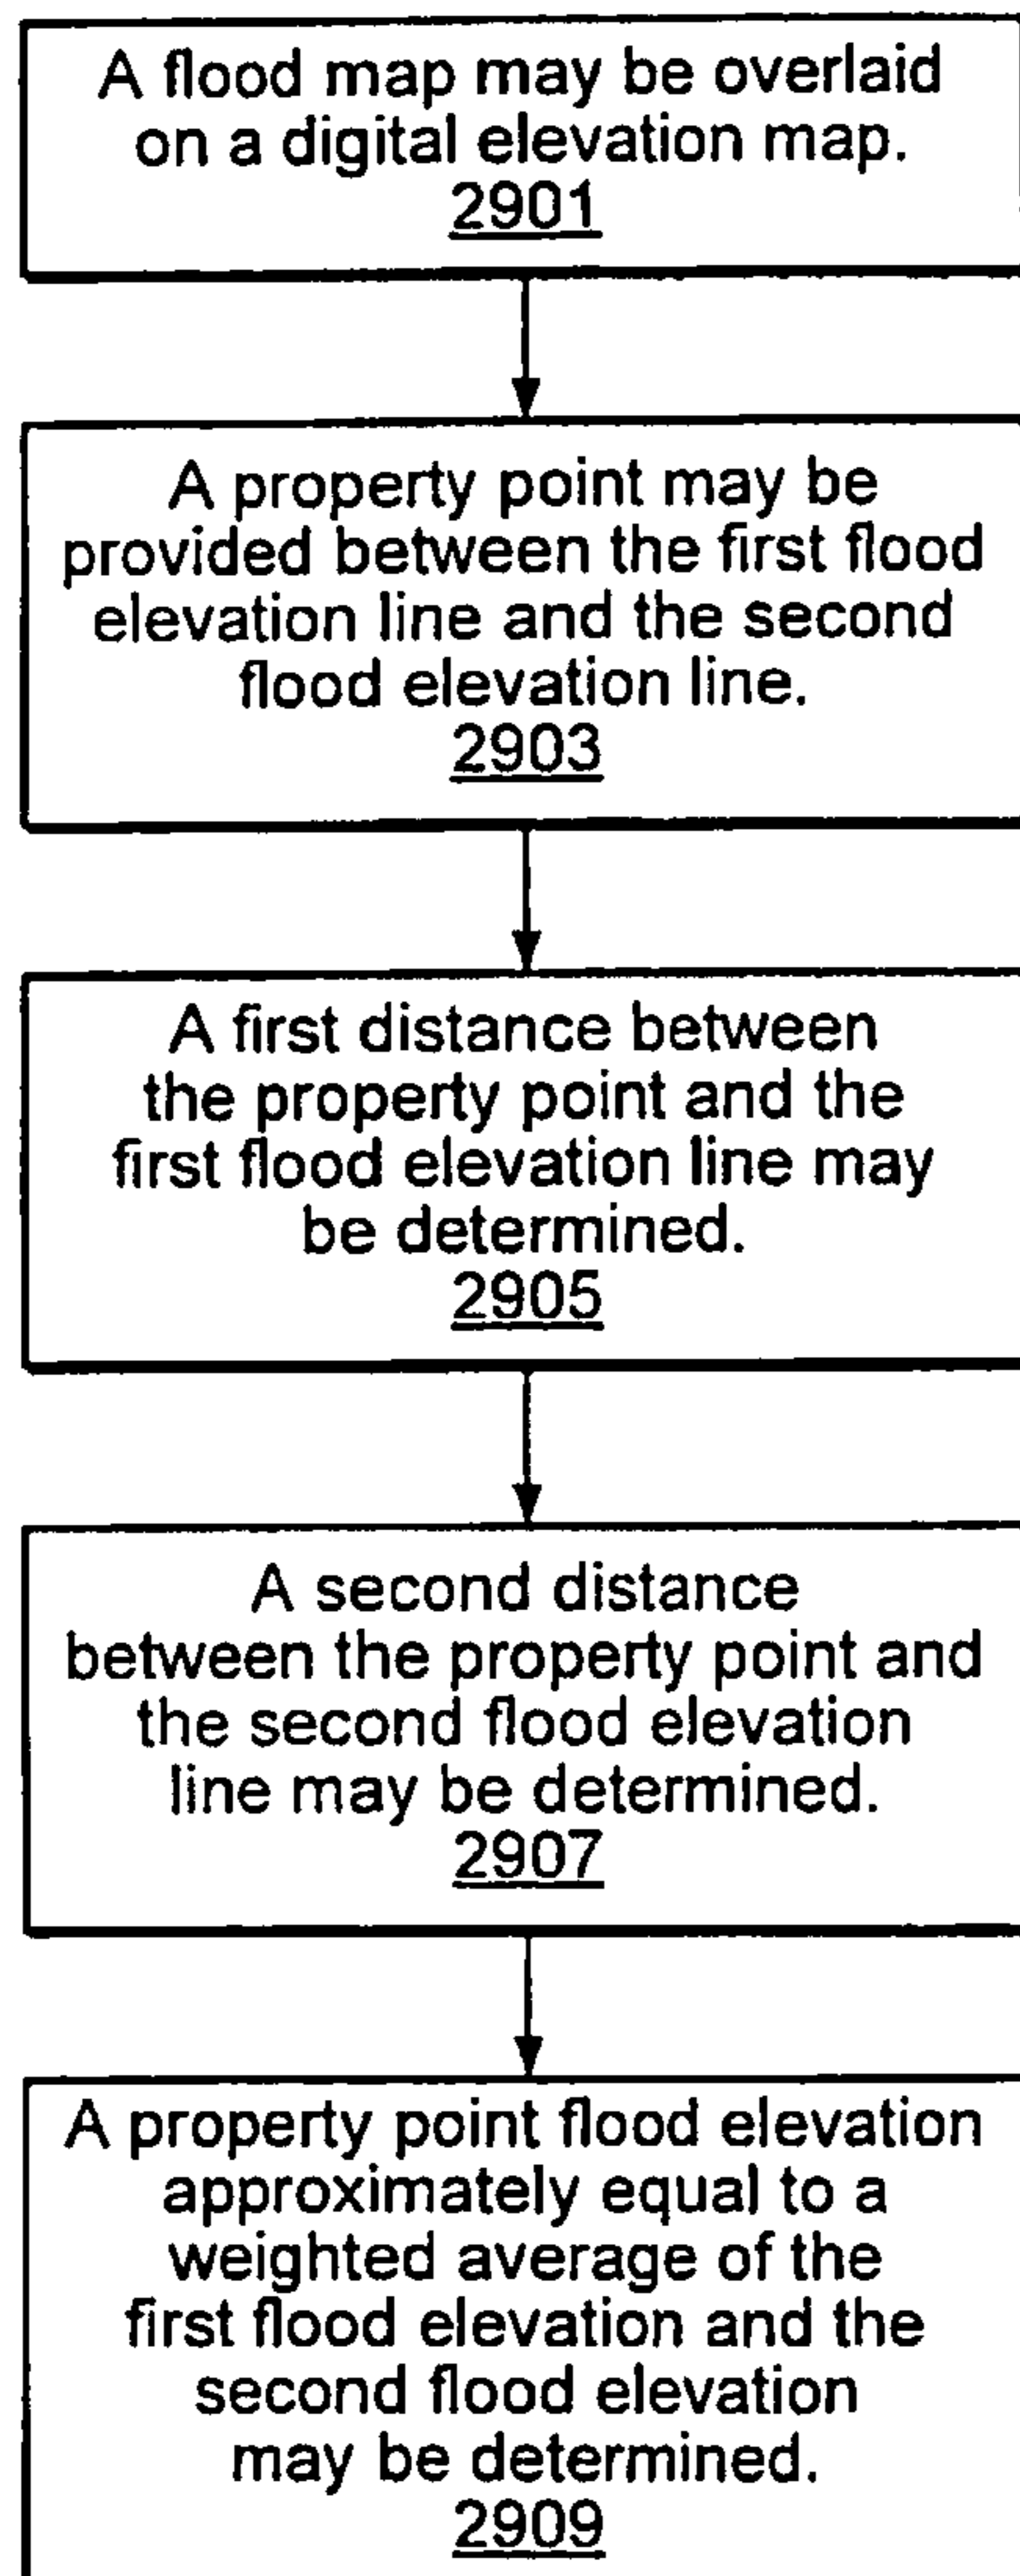 A flood map may be overlaid
on a digital elevation map.
2901
A property point may be
provided between the first flood
elevation line and the second
flood elevation line.
2903
A first distance between
the property point and the
first flood elevation line may
be determined.
2905
A second distance
between the property point and
the second flood elevation
line may be determined.
2907
A property point flood elevation
approximately equal to a
weighted average of the
first flood elevation and the
second flood elevation
may be determined.
2909